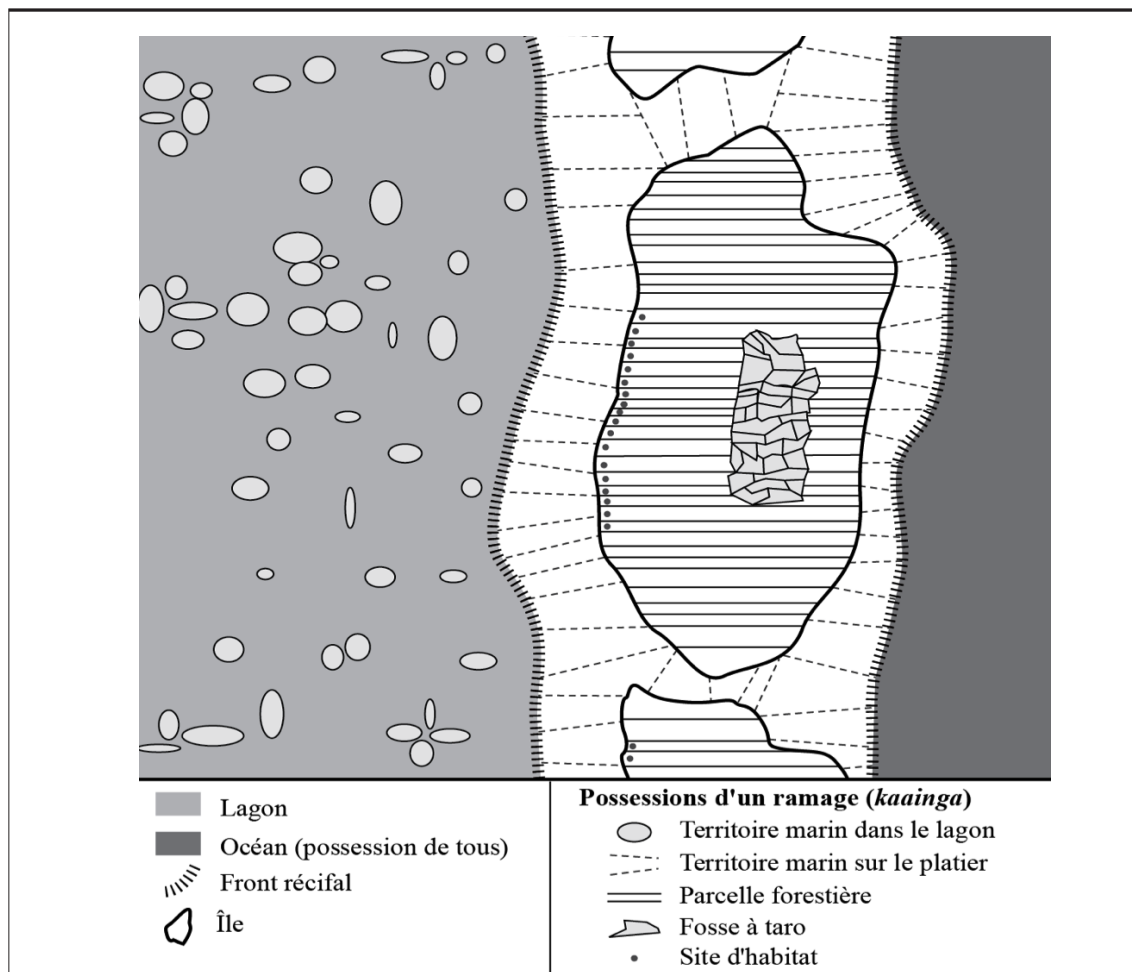 Lagon
Océan (possession de tous)
Front récifal
Île
Possessions d'un ramage (kaainga)
Territoire marin dans le lagon
Territoire marin sur le platier
Parcelle forestière
Fosse à taro
Site d'habitat